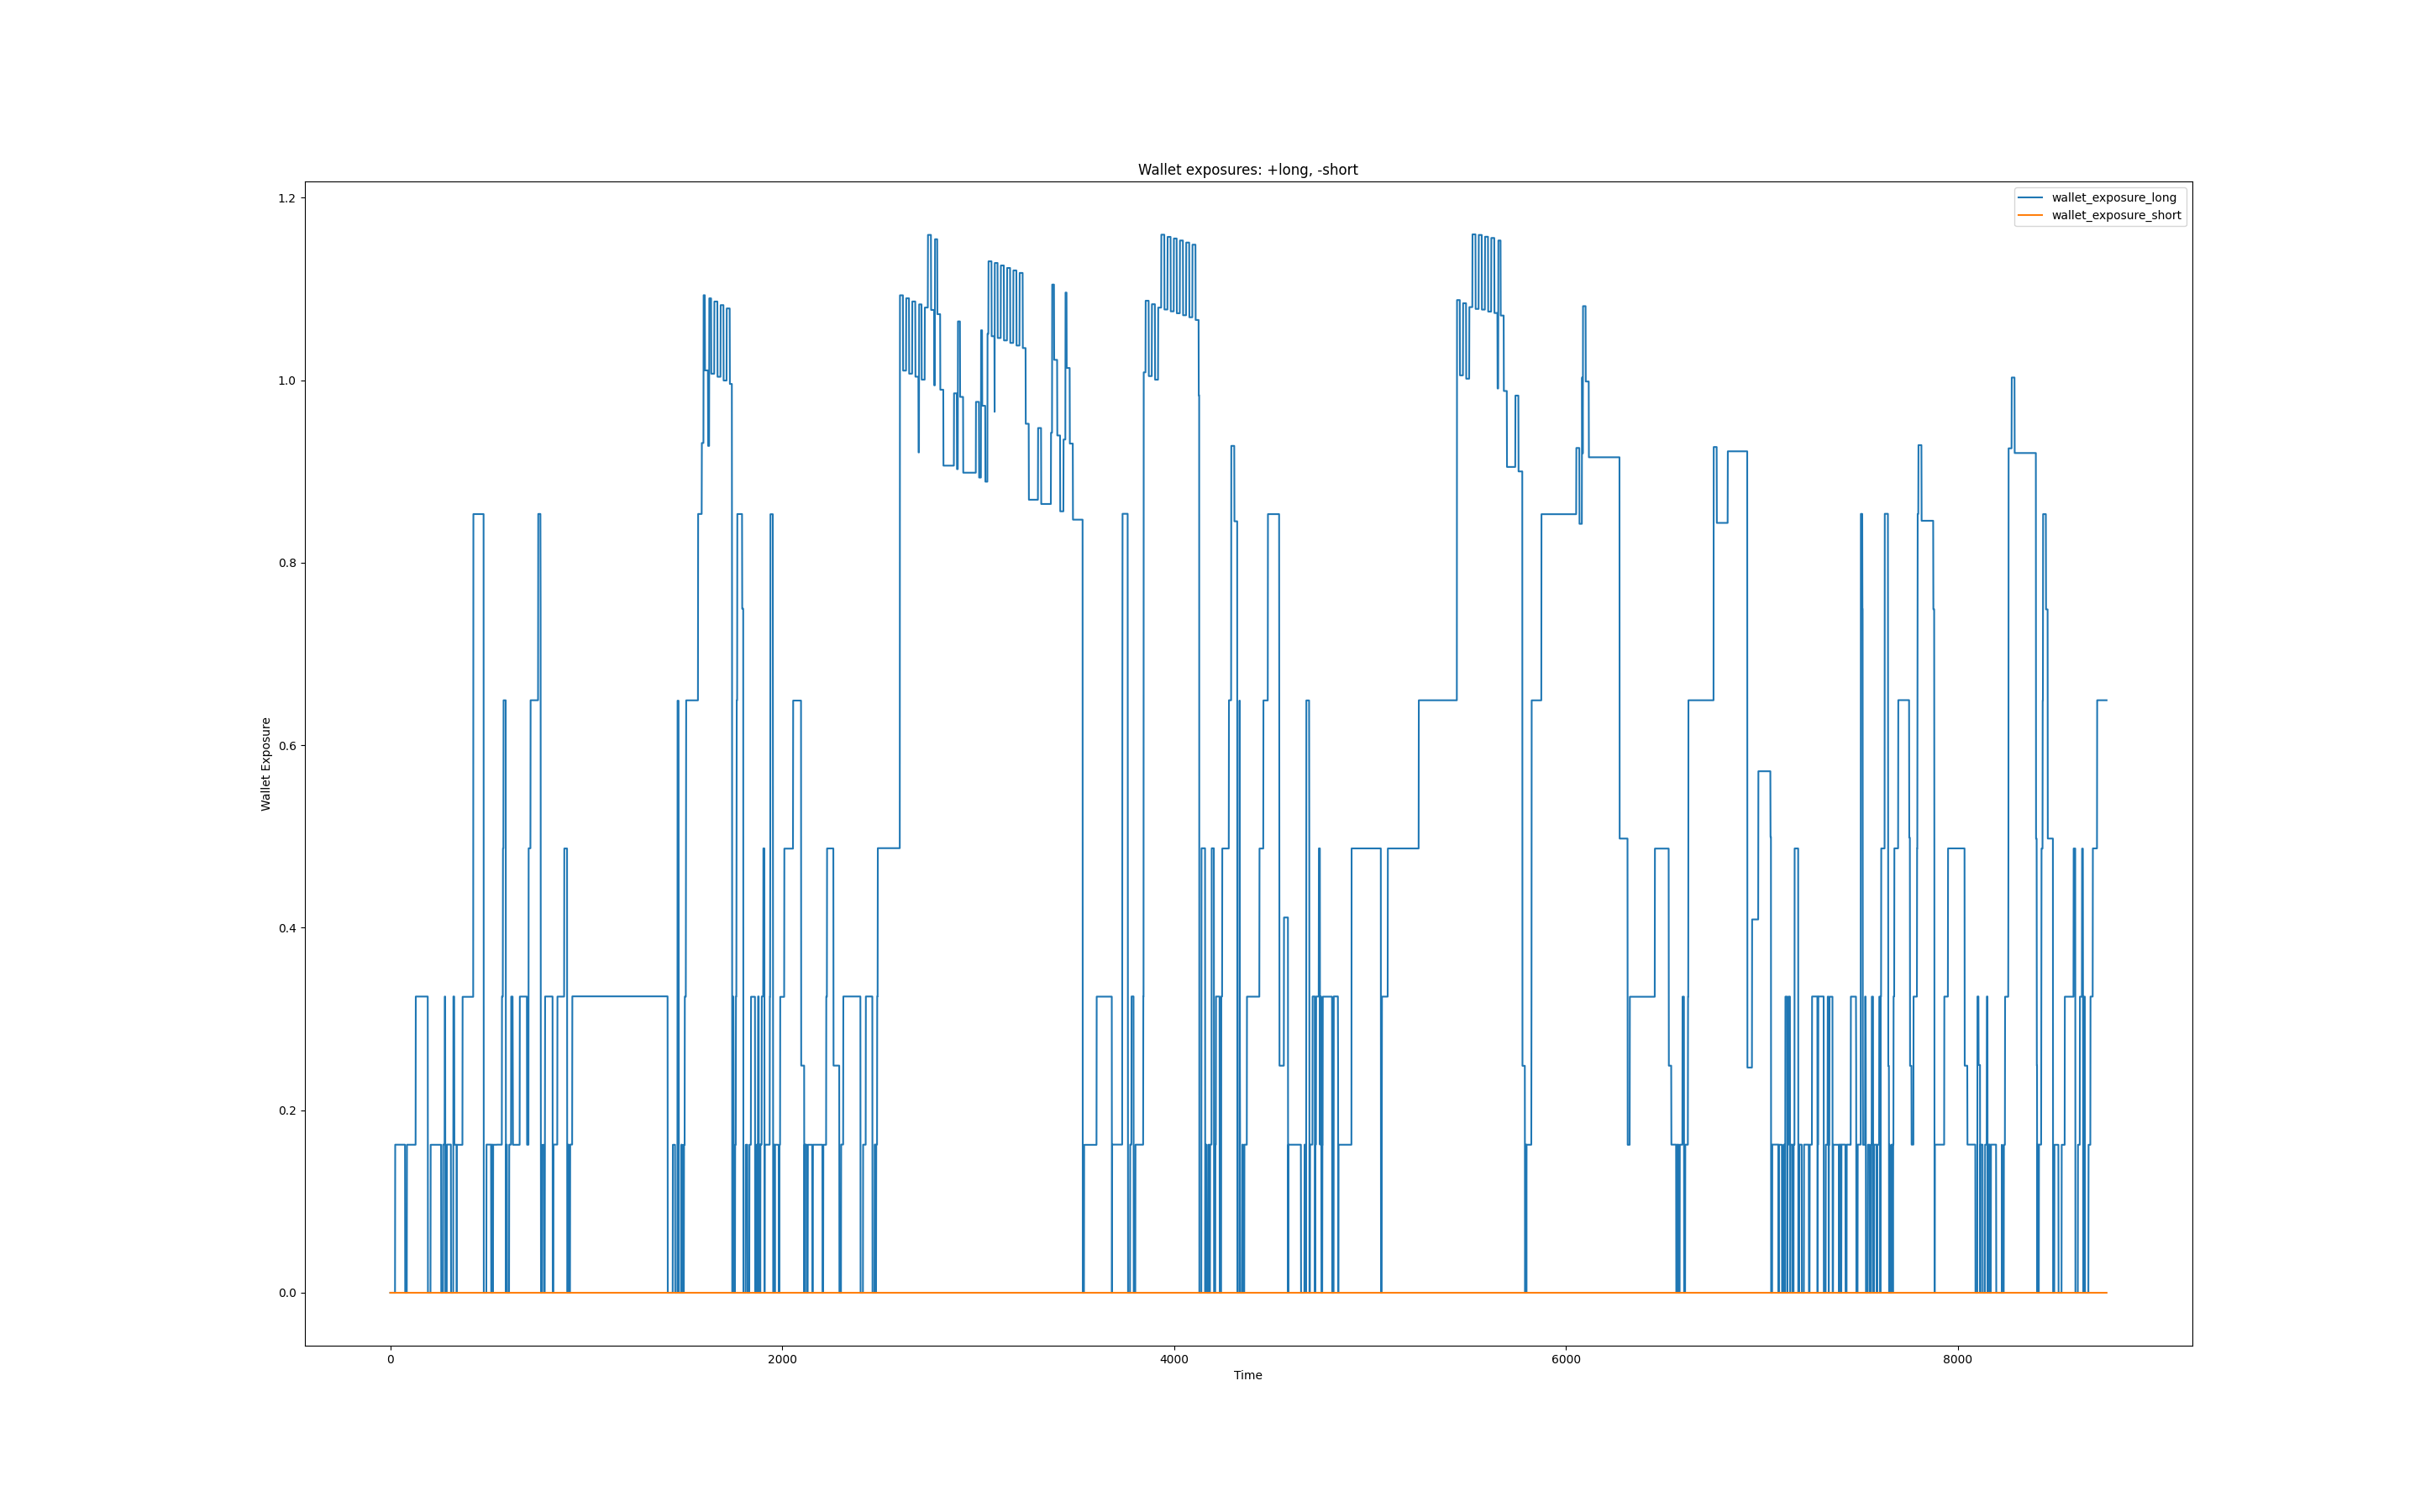 Wallet exposures: +long, -short
wallet_exposure_long
wallet_exposure_short
1.2
1.0
0.8
0.6
0.4
0.2
0.0
Wallet Exposure
0
2000
4000
6000
8000
Time